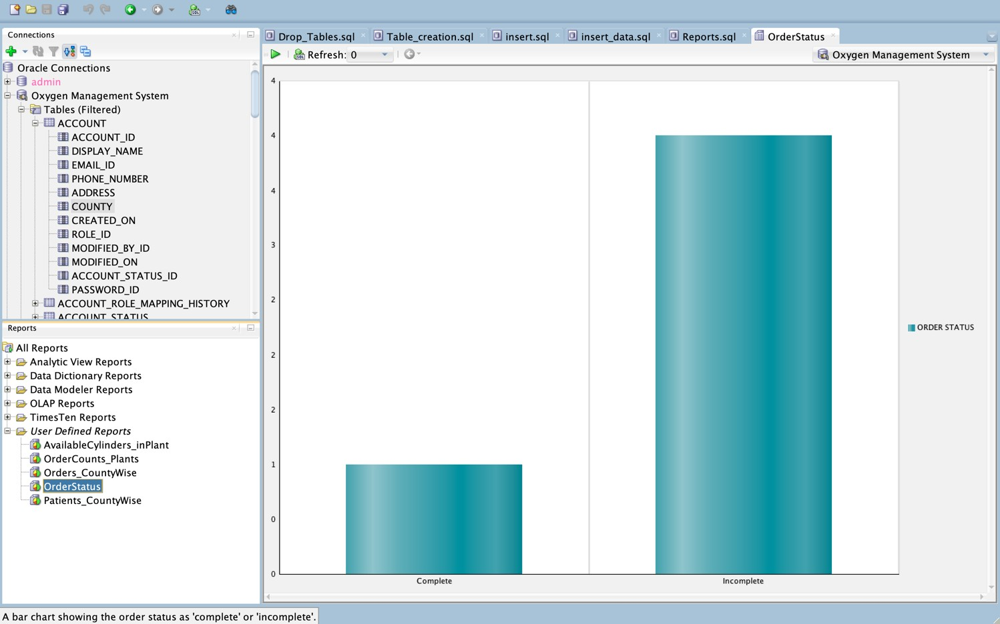 Connections
Oracle Connections
admin
Oxygen Management System
Tables (Filtered)
ACCOUNT
ACCOUNT_ID
DISPLAY_NAME
EMAIL_ID
PHONE_NUMBER
ADDRESS
COUNTY
CREATED_ON
ROLE_ID
MODIFIED_BY_ID
MODIFIED_ON
ACCOUNT_STATUS_ID
PASSWORD_ID
ACCOUNT_ROLE_MAPPING_HISTORY
ACCOUNT_STATUS
Reports
All Reports
Analytic View Reports
Data Dictionary Reports
Data Modeler Reports
OLAP Reports
TimesTen Reports
User Defined Reports
AvailableCylinders_inPlant
OrderCounts_Plants
Orders_CountyWise
OrderStatus
Patients_CountyWise
Drop_Tables.sql Table_creation.sql insert.sql insert_data.sql Reports.sql OrderStatus
SQL Refresh: 0 Oxygen Management System
4
4
4
3
2
2
2
1
0
0
Complete Incomplete
ORDER STATUS
A bar chart showing the order status as 'complete' or 'incomplete'.